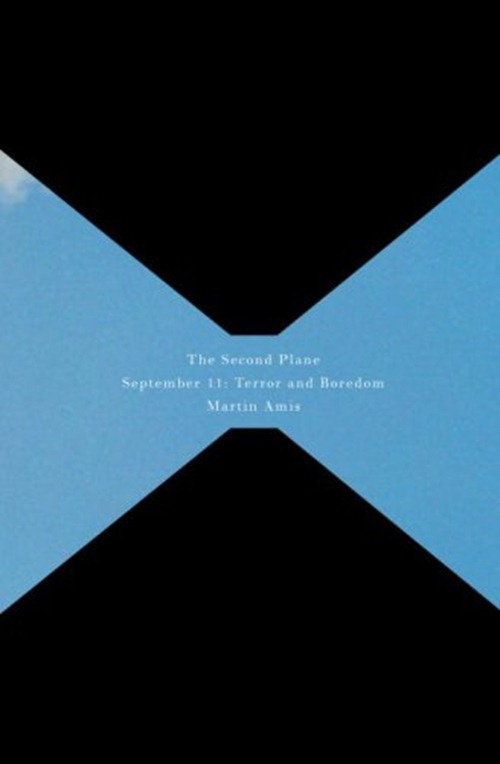 The Second Plane
September 11: Terror and Boredom
Martin Amis